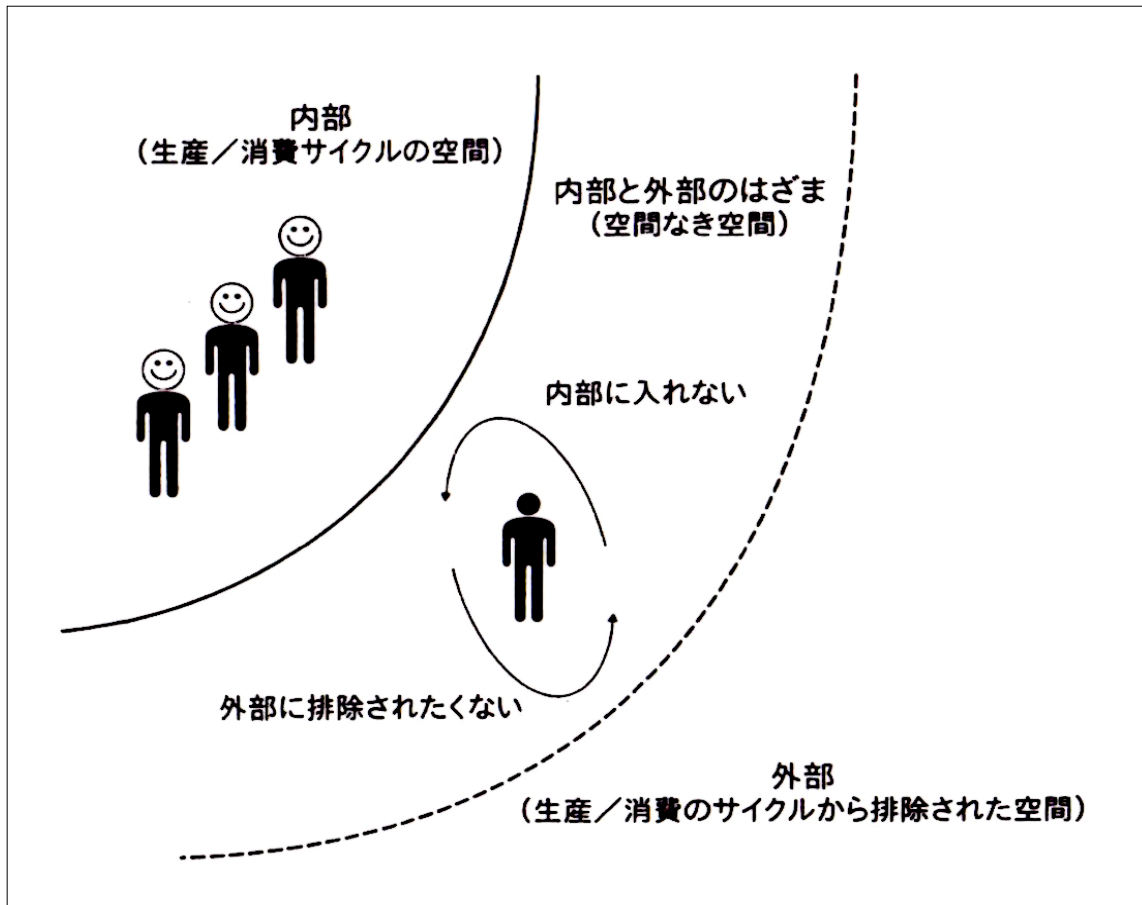 内部
（生産／消費サイクルの空間）
内部と外部のはざま
（空間なき空間）
内部に入れない
外部に排除されたくない
外部
（生産／消費のサイクルから排除された空間）